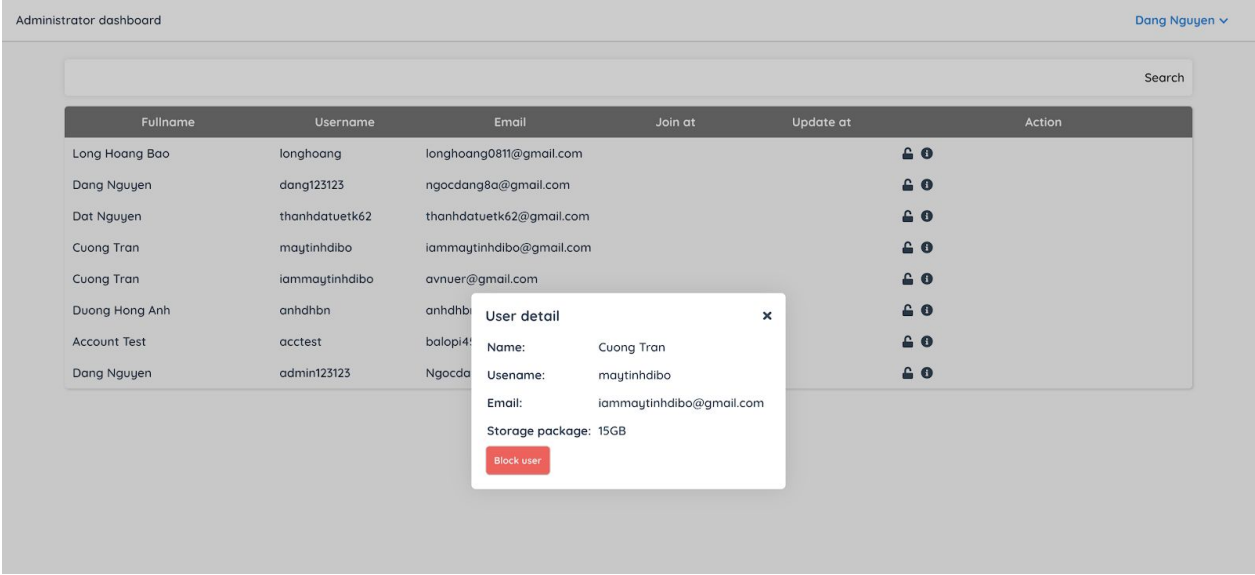 Administrator dashboard Dang Nguyen
Search
Fullname Username Email Join at Update at Action
Long Hoang Bao longhoang longhoang0811@gmail.com
Dang Nguyen dang123123 ngocdang8a@gmail.com
Dat Nguyen thanhdatuetk62 thanhdatuetk62@gmail.com
Cuong Tran maytinhdibo iammaytinhdibo@gmail.com
Cuong Tran iammaytinhdibo avnuer@gmail.com
Duong Hong Anh anhdhbn
Account Test acctest
Dang Nguyen admin123123
User detail
Name: Cuong Tran
Usename: maytinhdibo
Email: iammaytinhdibo@gmail.com
Storage package: 15GB
Block user